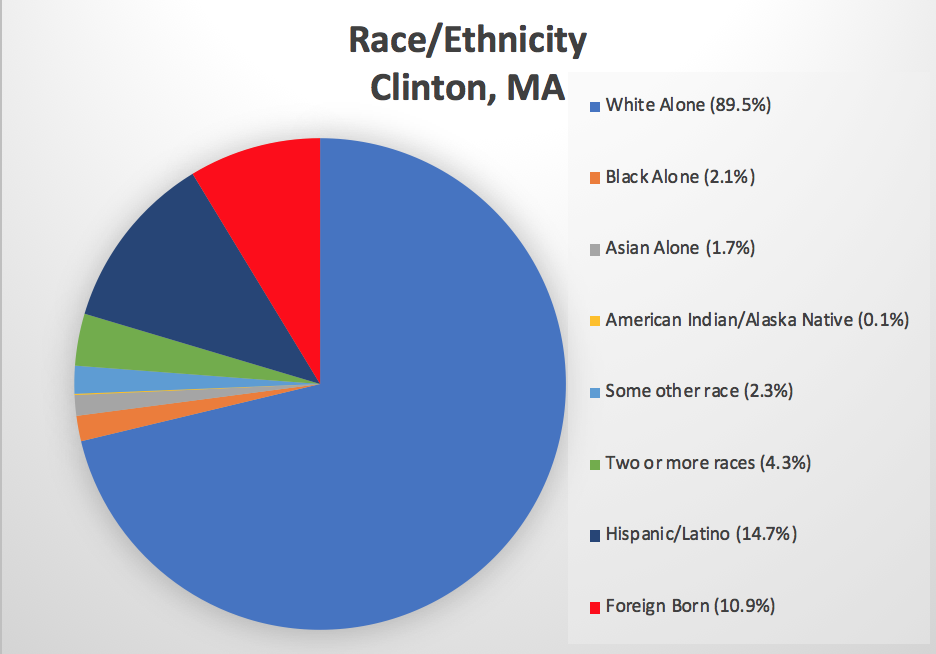 Race/Ethnicity
Clinton, MA
White Alone (89.5%)
Black Alone (2.1%)
Asian Alone (1.7%)
American Indian/Alaska Native (0.1%)
Some other race (2.3%)
Two or more races (4.3%)
Hispanic/Latino (14.7%)
Foreign Born (10.9%)